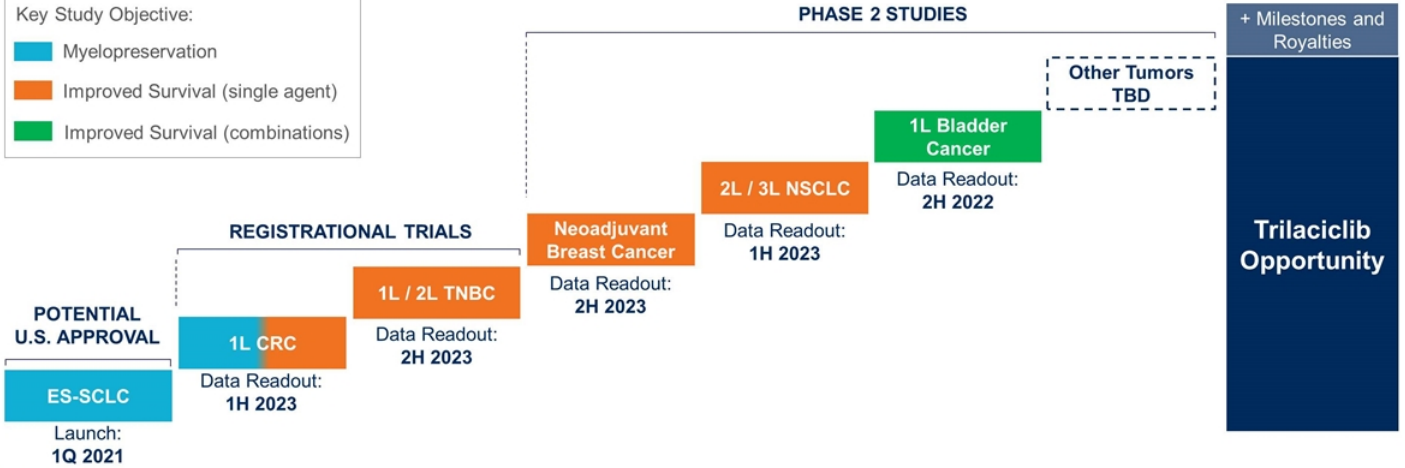 Key Study Objective:
Myelopreservation
Improved Survival (single agent)
Improved Survival (combinations)
POTENTIAL
U.S. APPROVAL
ES-SCLC
Launch:
1Q 2021
REGISTRATIONAL TRIALS
1L CRC
Data Readout:
1H 2023
1L / 2L TNBC
Data Readout:
2H 2023
PHASE 2 STUDIES
Neoadjuvant
Breast Cancer
Data Readout:
2H 2023
2L / 3L NSCLC
Data Readout:
1H 2023
1L Bladder
Cancer
Data Readout:
2H 2022
Other Tumors
TBD
+ Milestones and
Royalties
Trilaciclib
Opportunity